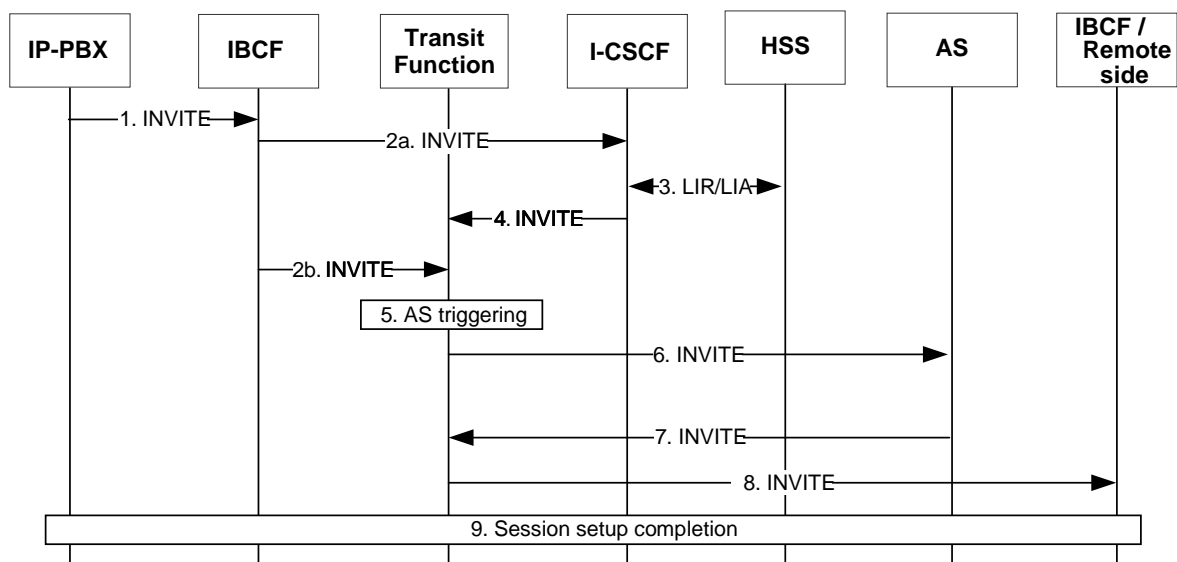 IP-PBX
IBCF
Transit
Function
I-CSCF
HSS
AS
IBCF /
Remote
side
1. INVITE
2a. INVITE
3. LIR/LIA
4. INVITE
2b. INVITE
5. AS triggering
6. INVITE
7. INVITE
8. INVITE
9. Session setup completion